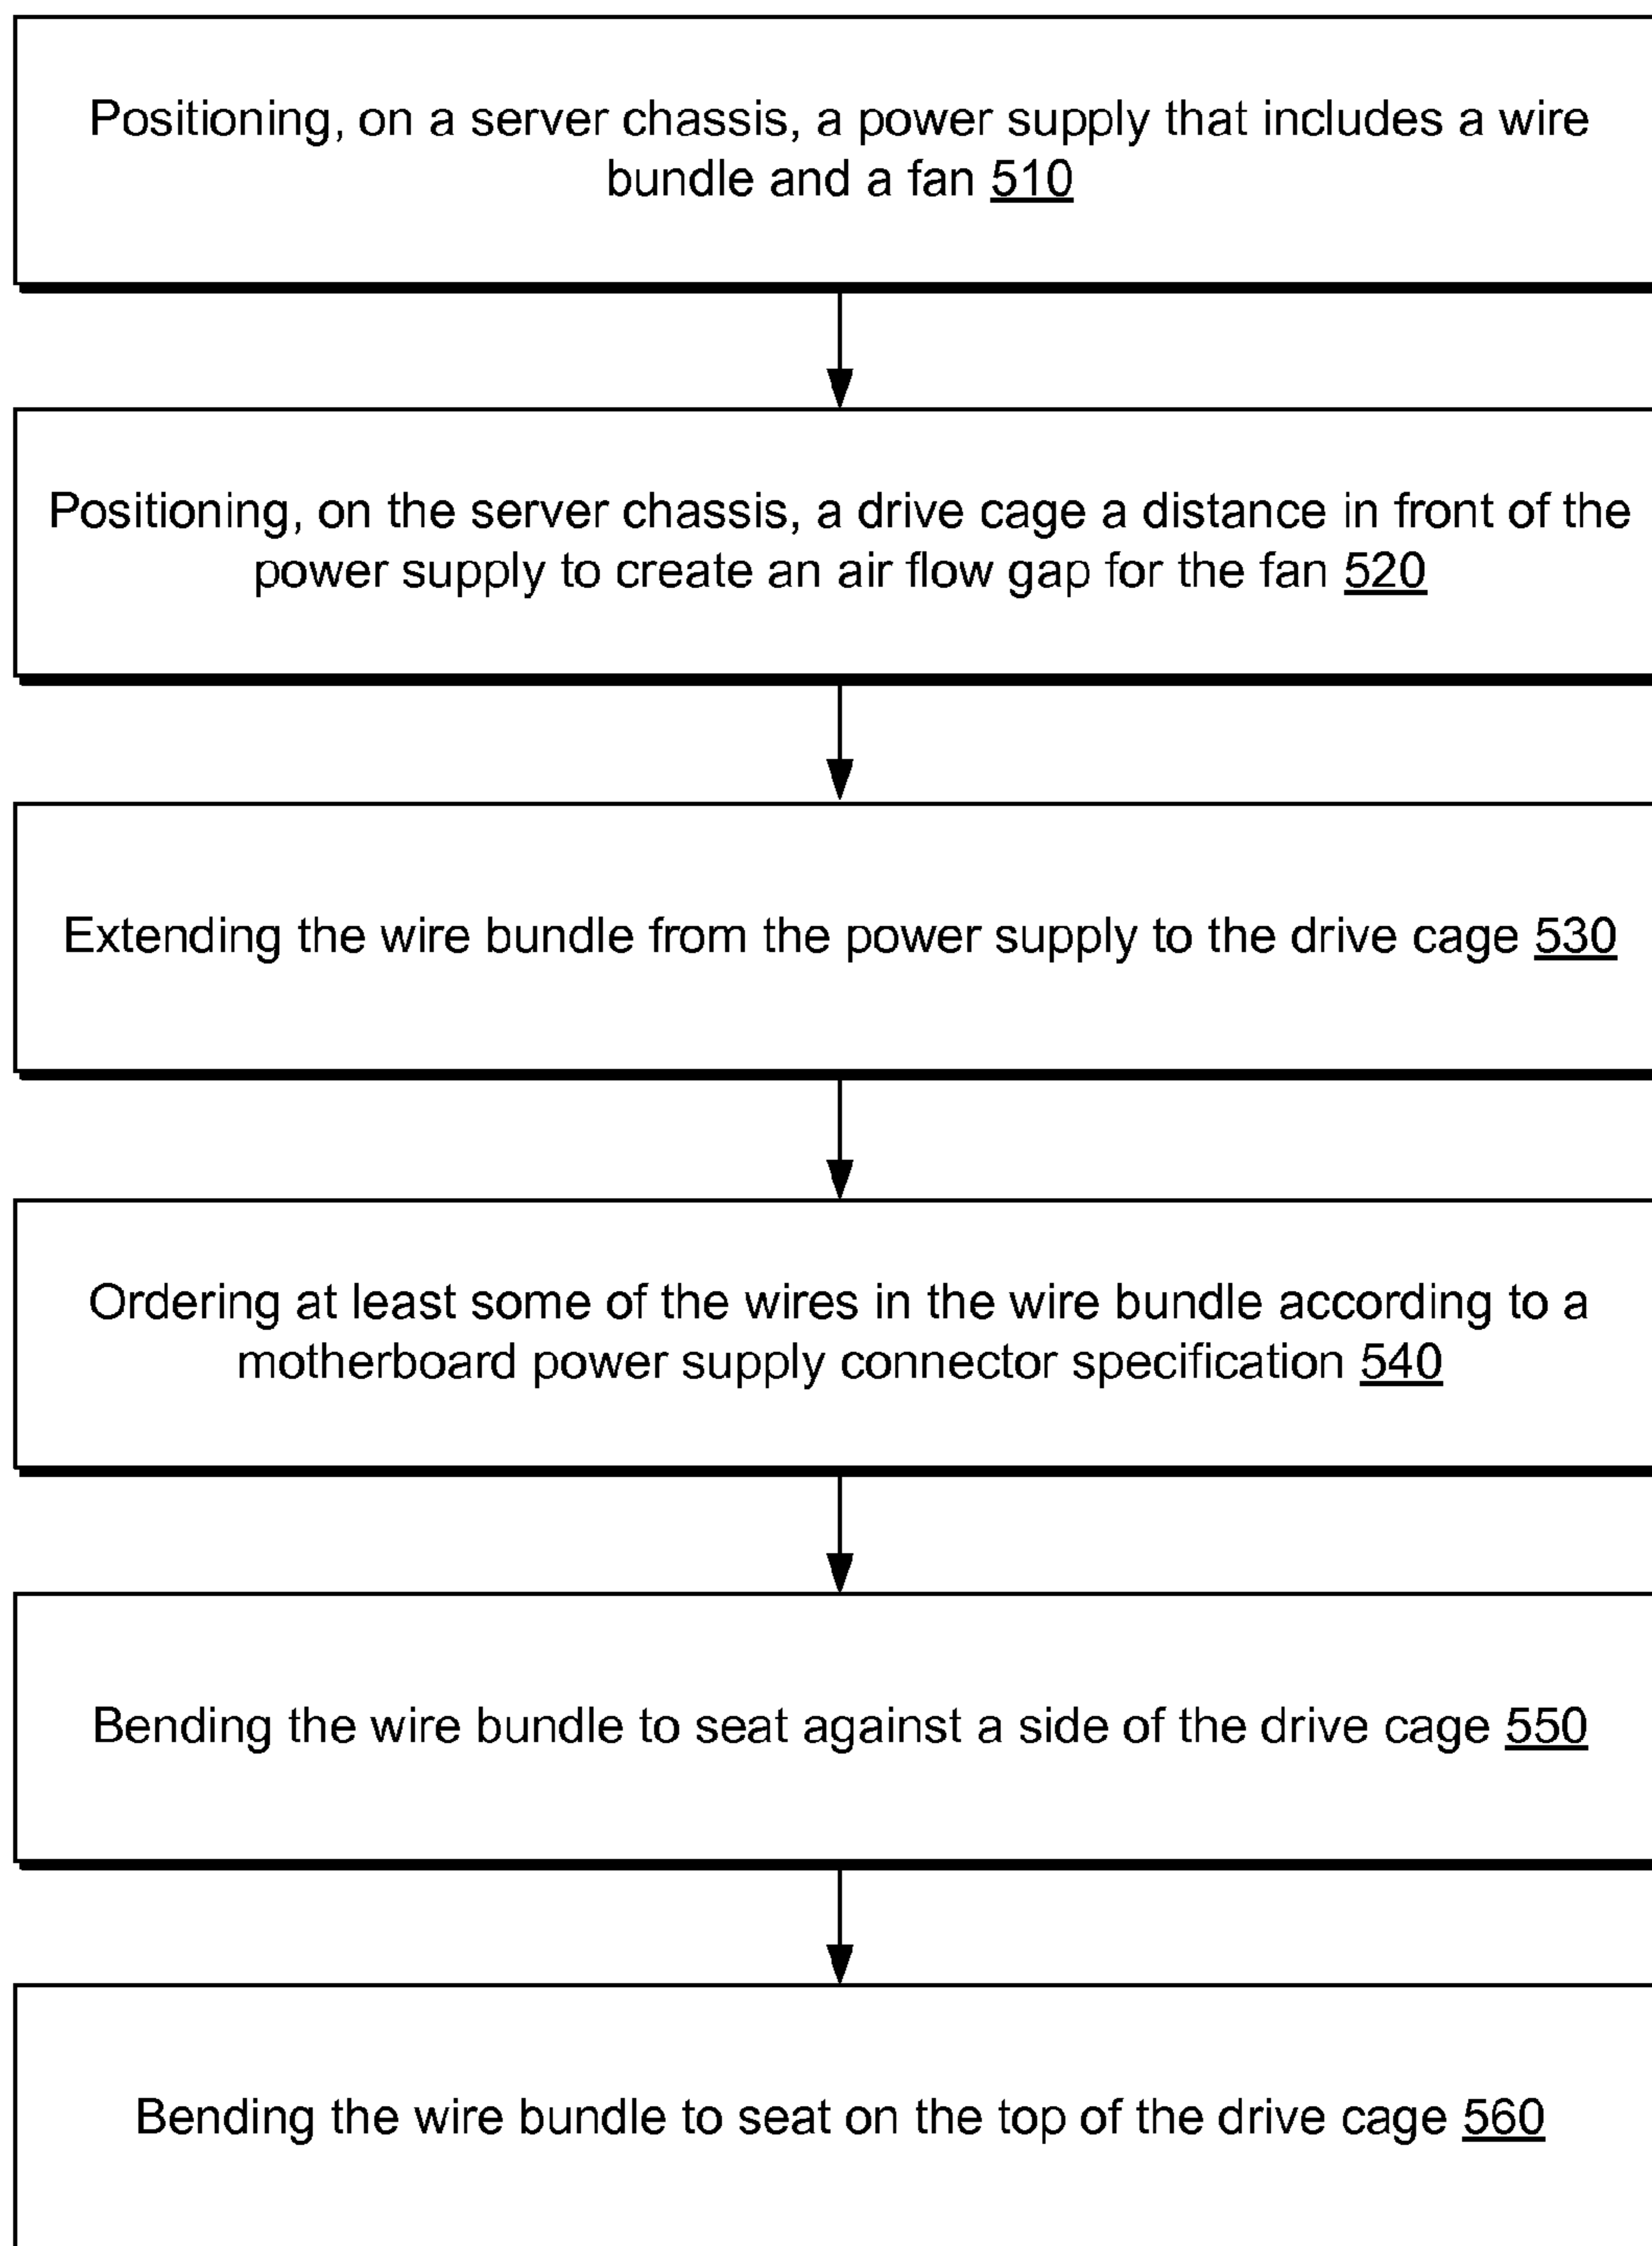 Positioning, on a server chassis, a power supply that includes a wire
bundle and a fan 510
Positioning, on the server chassis, a drive cage a distance in front of the
power supply to create an air flow gap for the fan 520
Extending the wire bundle from the power supply to the drive cage 530
Ordering at least some of the wires in the wire bundle according to a
motherboard power supply connector specification 540
Bending the wire bundle to seat against a side of the drive cage 550
Bending the wire bundle to seat on the top of the drive cage 560